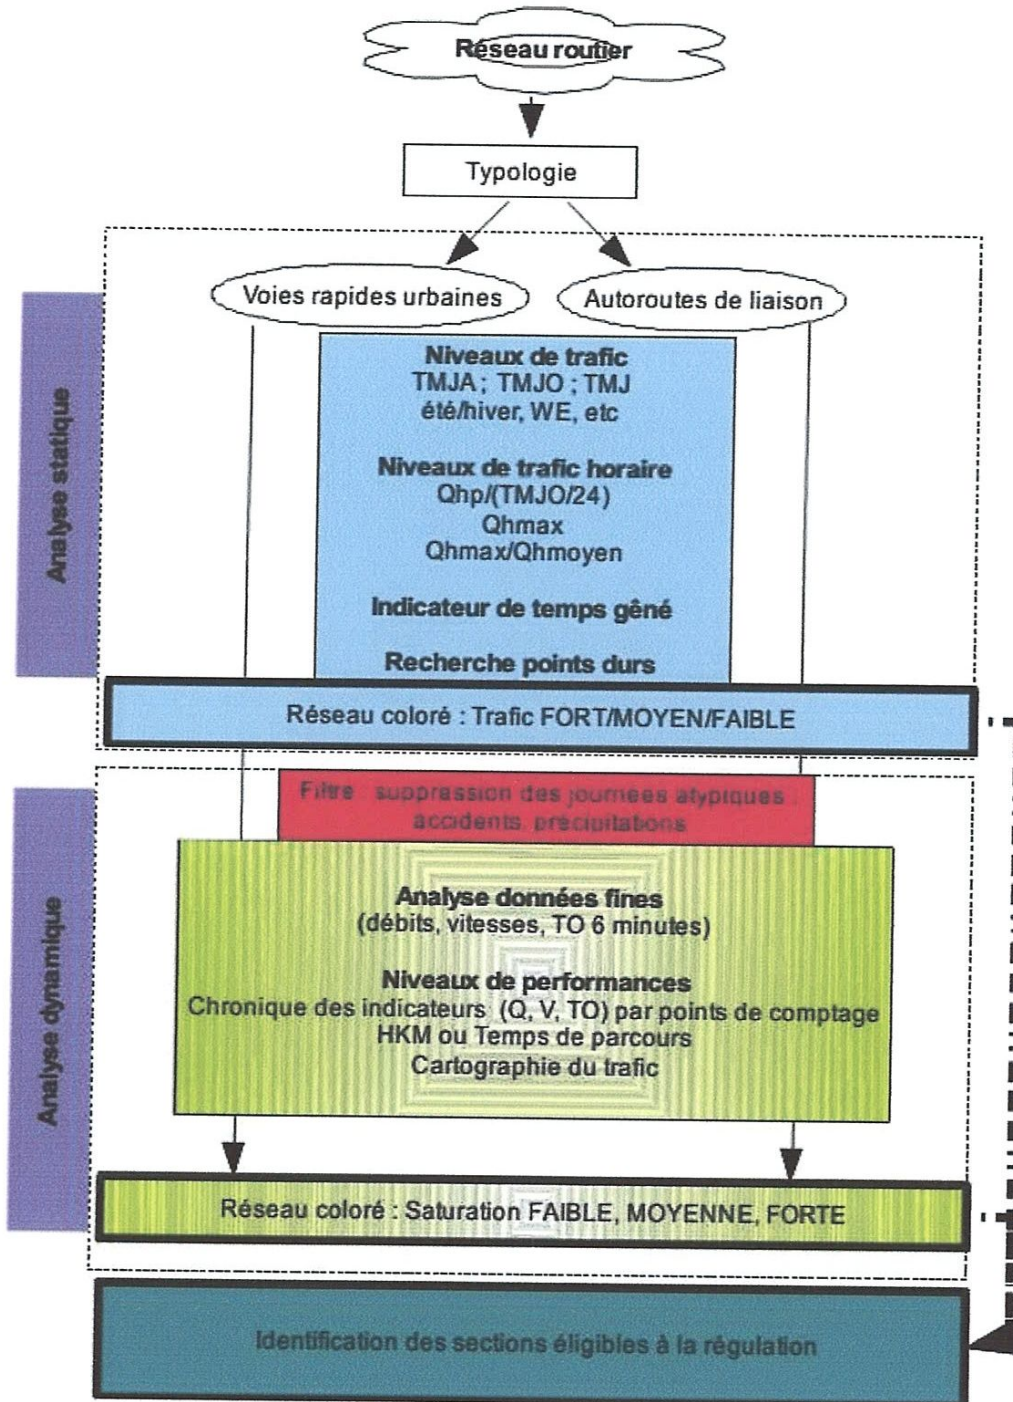 Réseau routier
Typologie
Voies rapides urbaines
Autoroutes de liaison
Analyse statique
Niveaux de trafic
TMJA ; TMJO ; TMJ
été/hiver, WE, etc
Niveaux de trafic horaire
Qhp/(TMJO/24)
Qhmax
Qhmax/Qhmoyen
Indicateur de temps gêné
Recherche points durs
Réseau coloré : Trafic FORT/MOYEN/FAIBLE
Analyse dynamique
Filtre : suppression des journées atypiques :
accidents, précipitations
Analyse données fines
(débits, vitesses, TO 6 minutes)
Niveaux de performances
Chronique des indicateurs (Q, V, TO) par points de comptage
HKM ou Temps de parcours
Cartographie du trafic
Réseau coloré : Saturation FAIBLE, MOYENNE, FORTE
Identification des sections éligibles à la régulation